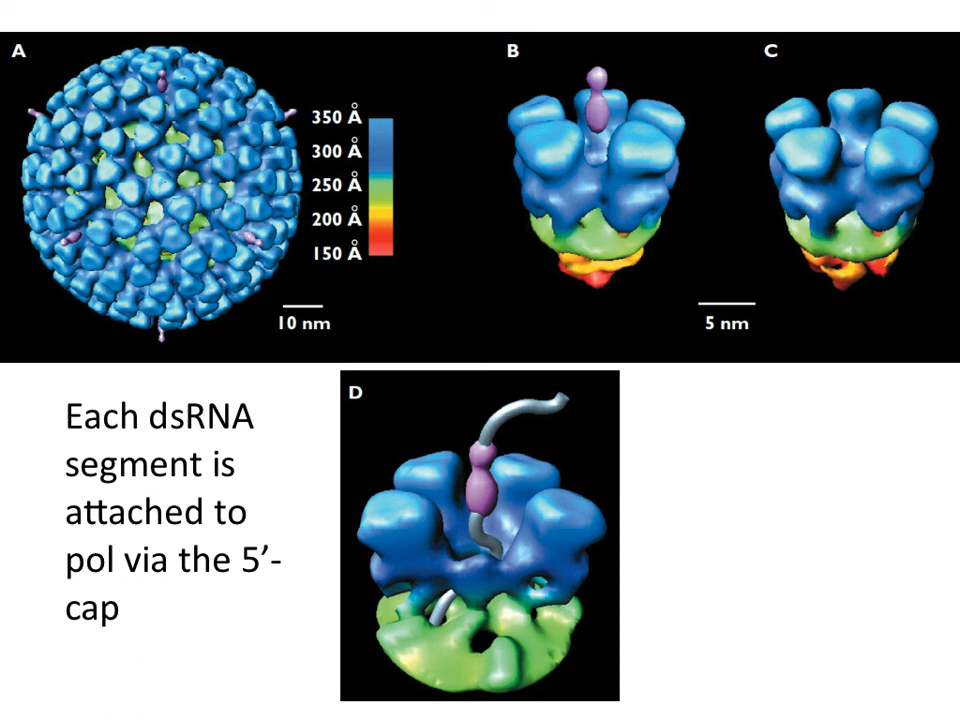 A
B
C
350 Å
300 Å
250 Å
200 Å
150 Å
10 nm
5 nm
Each dsRNA
segment is
attached to
pol via the 5’-
cap
D